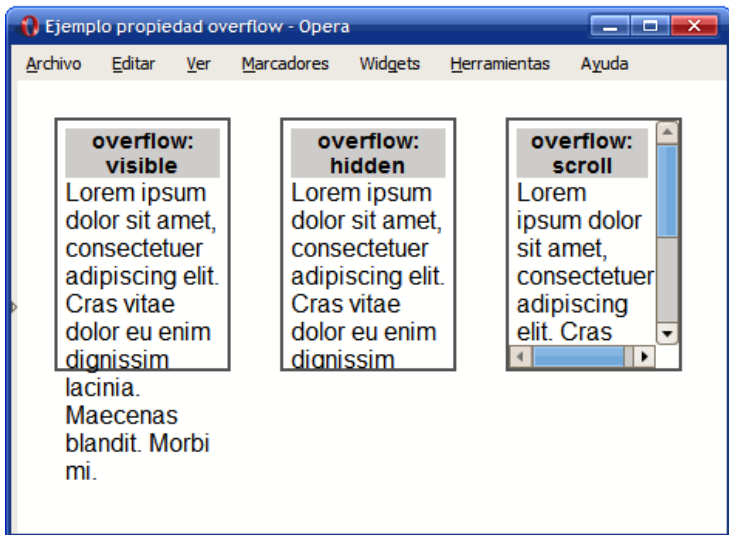 Ejemplo propiedad overflow - Opera
Archivo Editar Ver Marcadores Widgets Herramientas Ayuda
overflow:
visible
Lorem ipsum
dolor sit amet,
consectetuer
adipiscing elit.
Cras vitae
dolor eu enim
dignissim
lacinia.
Maecenas
blandit. Morbi
mi.
overflow:
hidden
Lorem ipsum
dolor sit amet,
consectetuer
adipiscing elit.
Cras vitae
dolor eu enim
dignissim
overflow:
scroll
Lorem
ipsum dolor
sit amet,
consectetuer
adipiscing
elit. Cras